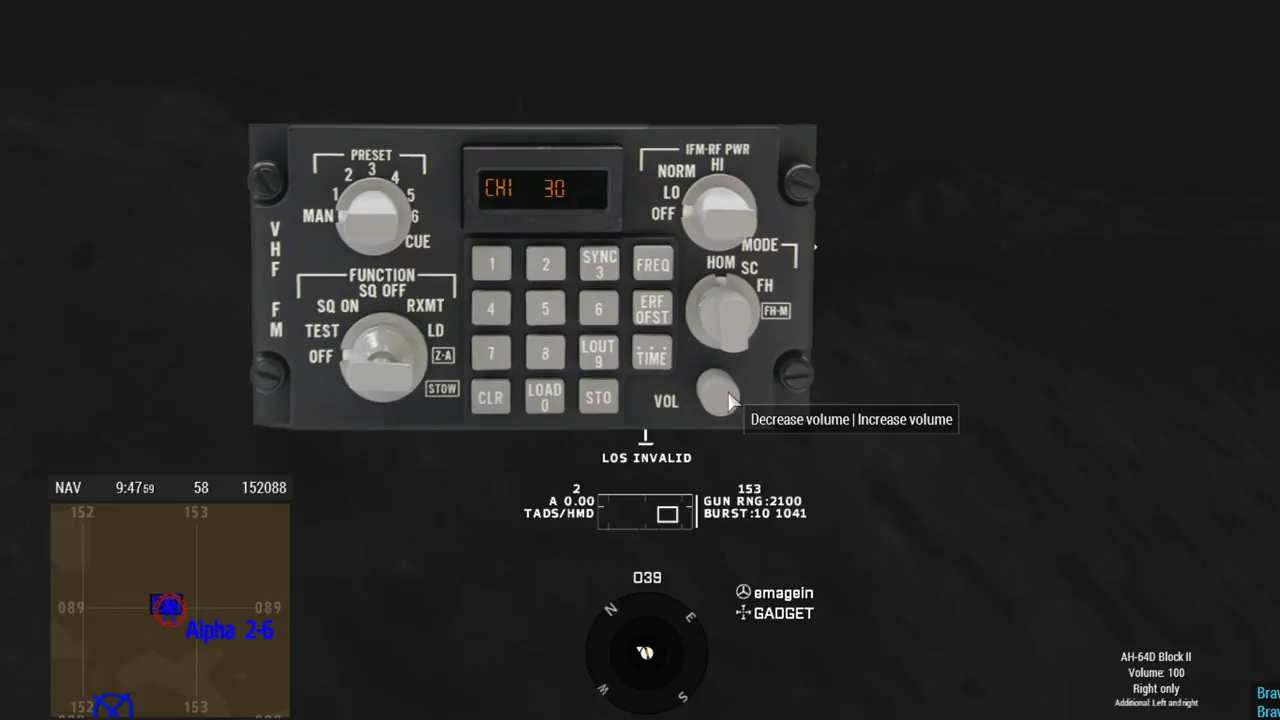 PRESET
1 2 3 4 5 6
MAN
CUE
VHF FM
FUNCTION
SQ OFF
SQ ON
RXMT
TEST
LD
OFF
Z-A
STOW
CH1 30
1 2 SYNC 3 FREQ
4 5 6 ERF OFST
7 8 LOUT 9 TIME
CLR LOAD 0 STO
IFM-RF PWR
HI
NORM
LO
OFF
MODE
HOM
SC
FH
FH-M
VOL
Decrease volume | Increase volume
LOS INVALID
2 153
A 0.00 GUN RNG:2100
TADS/HMD BURST:10 1041
NAV 9:47 59 58 152088
152 153
089 089
Alpha 2-6
152 153
039
N E
W S
emagein
GADGET
AH-64D Block II
Volume: 100
Right only
Additional: Left and right
Brav
Brav